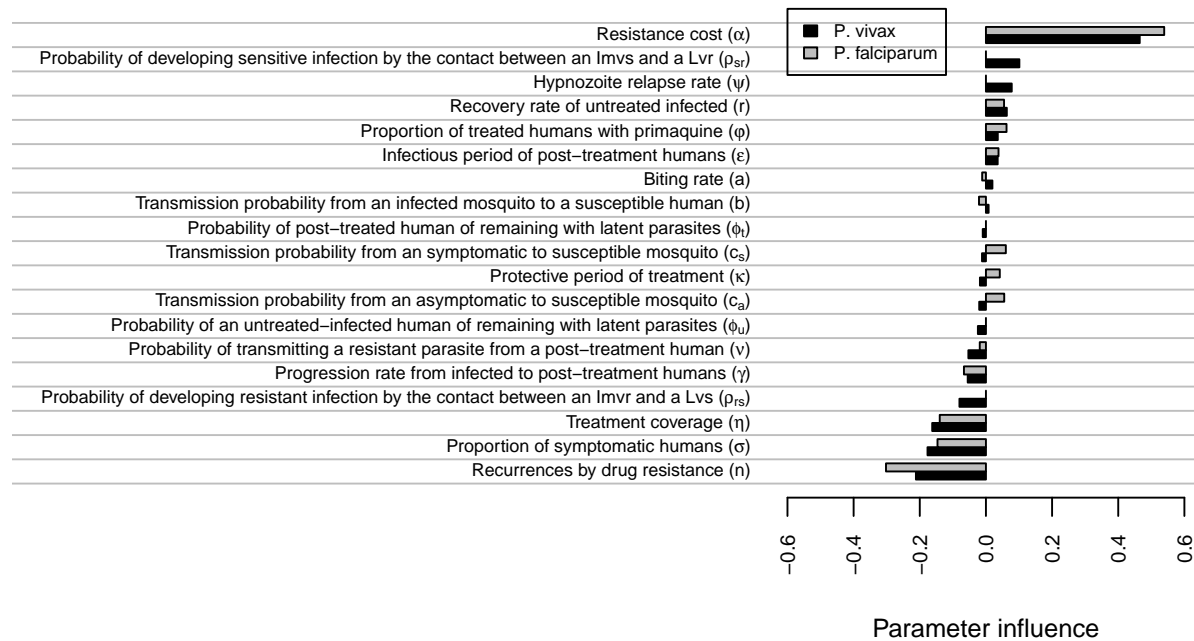 P. vivax
P. falciparum
Resistance cost (α)
Probability of developing sensitive infection by the contact between an Imvs and a Lvr (ρsr)
Hypnozoite relapse rate (ψ)
Recovery rate of untreated infected (r)
Proportion of treated humans with primaquine (φ)
Infectious period of post−treatment humans (ε)
Biting rate (a)
Transmission probability from an infected mosquito to a susceptible human (b)
Probability of post−treated human of remaining with latent parasites (ϕt)
Transmission probability from an symptomatic to susceptible mosquito (cs)
Protective period of treatment (κ)
Transmission probability from an asymptomatic to susceptible mosquito (ca)
Probability of an untreated−infected human of remaining with latent parasites (ϕu)
Probability of transmitting a resistant parasite from a post−treatment human (ν)
Progression rate from infected to post−treatment humans (γ)
Probability of developing resistant infection by the contact between an Imvr and a Lvs (ρrs)
Treatment coverage (η)
Proportion of symptomatic humans (σ)
Recurrences by drug resistance (n)
−0.6 −0.4 −0.2 0.0 0.2 0.4 0.6
Parameter influence